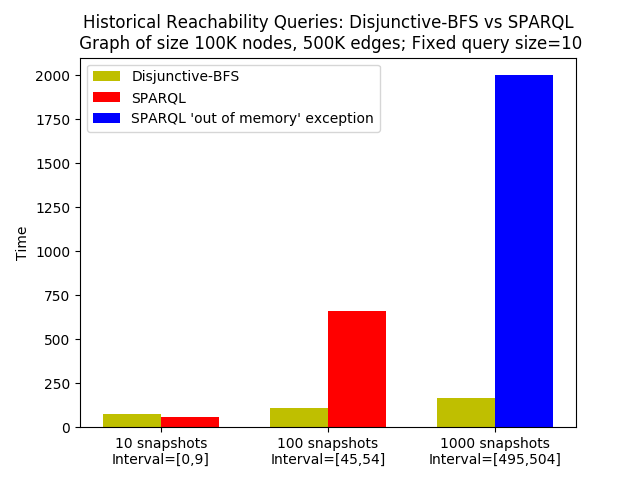 Historical Reachability Queries: Disjunctive-BFS vs SPARQL
Graph of size 100K nodes, 500K edges; Fixed query size=10
Disjunctive-BFS
SPARQL
SPARQL 'out of memory' exception
2000
1750
1500
1250
1000
750
500
250
0
Time
10 snapshots
Interval=[0,9]
100 snapshots
Interval=[45,54]
1000 snapshots
Interval=[495,504]